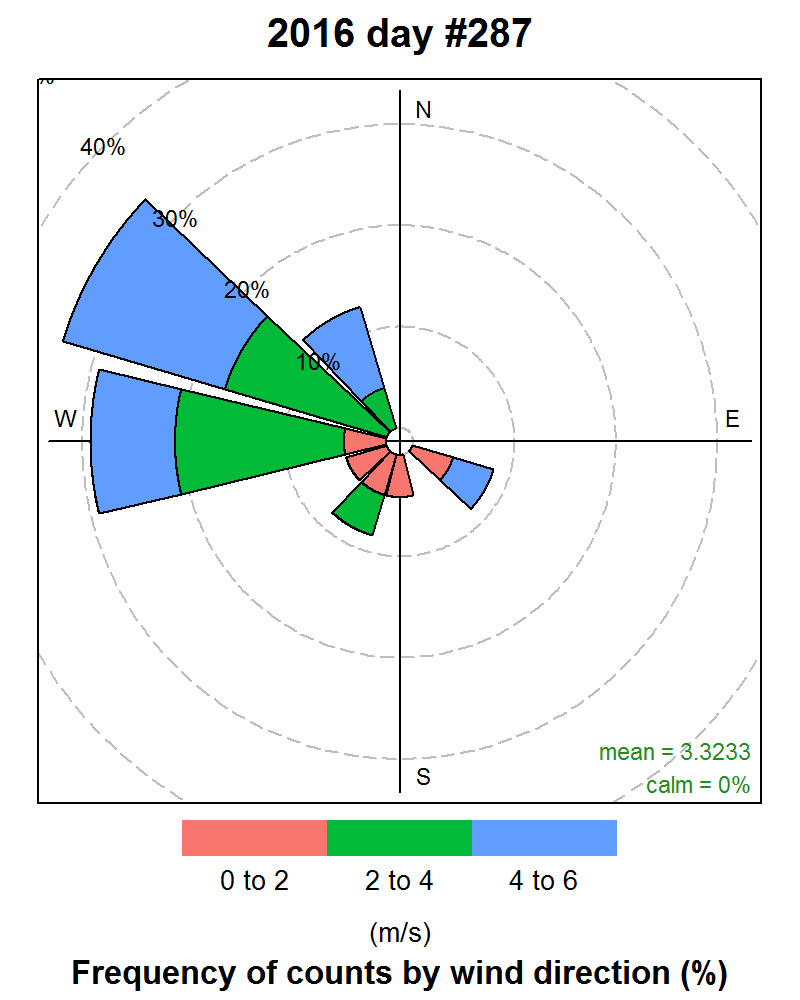 2016 day #287
%
N
40%
30%
20%
10%
W
E
S
mean = 3.3233
calm = 0%
0 to 2
2 to 4
4 to 6
(m/s)
Frequency of counts by wind direction (%)